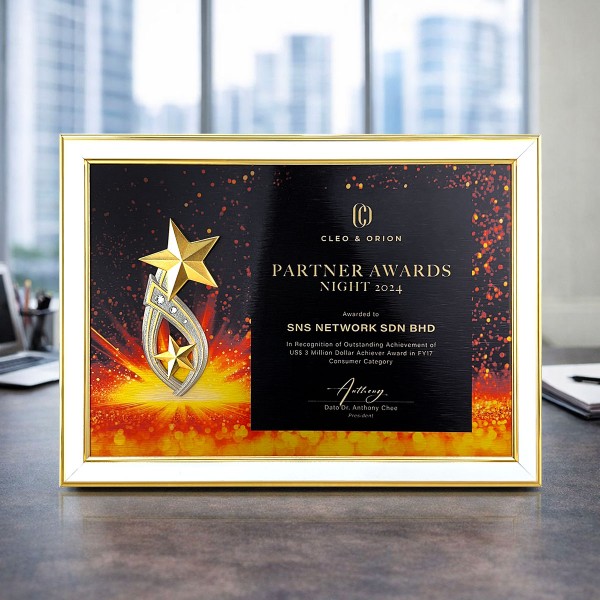 CLEO & ORION
PARTNER AWARDS
NIGHT 2024
Awarded to
SNS NETWORK SDN BHD
In Recognition of Outstanding Achievement of
US$ 3 Million Dollar Achiever Award in FY17
Consumer Category
Anthony
Dato Dr. Anthony Chee
President